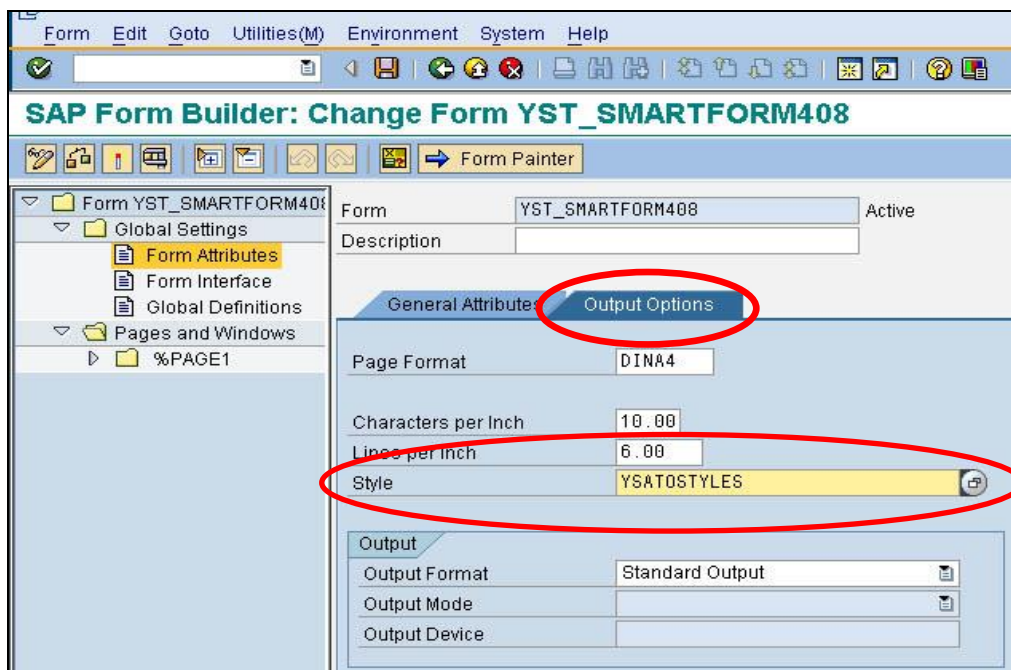 Form Edit Goto Utilities(M) Environment System Help
SAP Form Builder: Change Form YST_SMARTFORM408
Form Painter
Form YST_SMARTFORM408
Global Settings
Form Attributes
Form Interface
Global Definitions
Pages and Windows
%PAGE1
Form YST_SMARTFORM408 Active
Description
General Attributes Output Options
Page Format DINA4
Characters per Inch 10.00
Lines per Inch 6.00
Style YSATOSTYLES
Output
Output Format Standard Output
Output Mode
Output Device